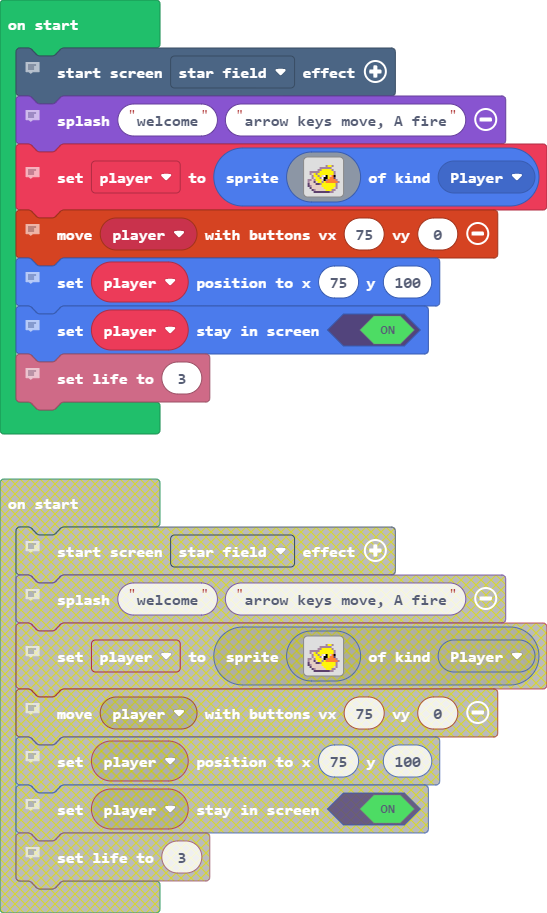 on start
start screen star field effect
splash "welcome" "arrow keys move, A fire"
set player to sprite of kind Player
move player with buttons vx 75 vy 0
set player position to x 75 y 100
set player stay in screen ON
set life to 3
on start
start screen star field effect
splash "welcome" "arrow keys move, A fire"
set player to sprite of kind Player
move player with buttons vx 75 vy 0
set player position to x 75 y 100
set player stay in screen ON
set life to 3